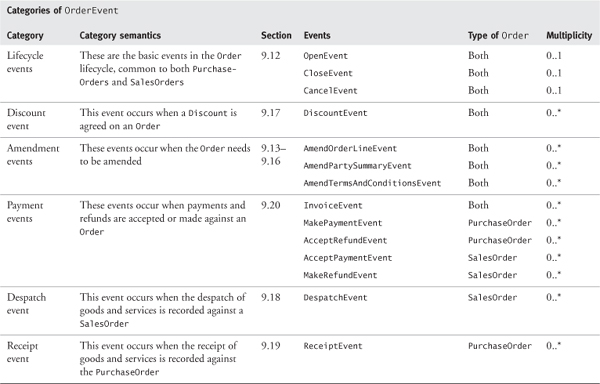 Categories of OrderEvent
Category Category semantics Section Events Type of Order Multiplicity
Lifecycle These are the basic events in the Order 9.12 OpenEvent Both 0..1
events lifecycle, common to both Purchase- CloseEvent Both 0..1
Orders and SalesOrders CancelEvent Both 0..1
Discount This event occurs when a Discount is 9.17 DiscountEvent Both 0..*
event agreed on an Order
Amendment These events occur when the Order needs 9.13– AmendOrderLineEvent Both 0..*
events to be amended 9.16 AmendPartySummaryEvent Both 0..*
AmendTermsAndConditionsEvent Both 0..*
Payment These events occur when payments and 9.20 InvoiceEvent Both 0..*
events refunds are accepted or made against an MakePaymentEvent PurchaseOrder 0..*
Order AcceptRefundEvent PurchaseOrder 0..*
AcceptPaymentEvent SalesOrder 0..*
MakeRefundEvent SalesOrder 0..*
Despatch This event occurs when the despatch of 9.18 DespatchEvent SalesOrder 0..*
event goods and services is recorded against a
SalesOrder
Receipt This event occurs when the receipt of 9.19 ReceiptEvent PurchaseOrder 0..*
event goods and services is recorded against
the PurchaseOrder